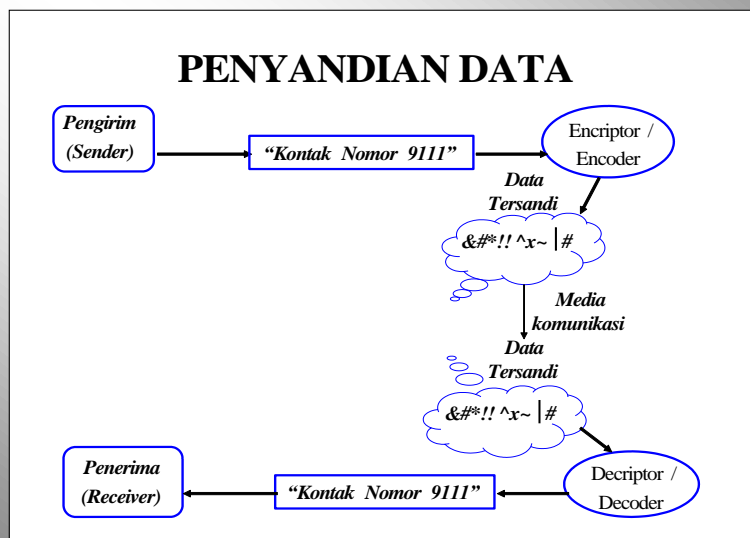 PENYANDIAN DATA
Pengirim
(Sender)
“Kontak Nomor 9111”
Encriptor /
Encoder
Data
Tersandi
&#*!! ^x~ |#
Media
komunikasi
Data
Tersandi
&#*!! ^x~ |#
Decriptor /
Decoder
“Kontak Nomor 9111”
Penerima
(Receiver)